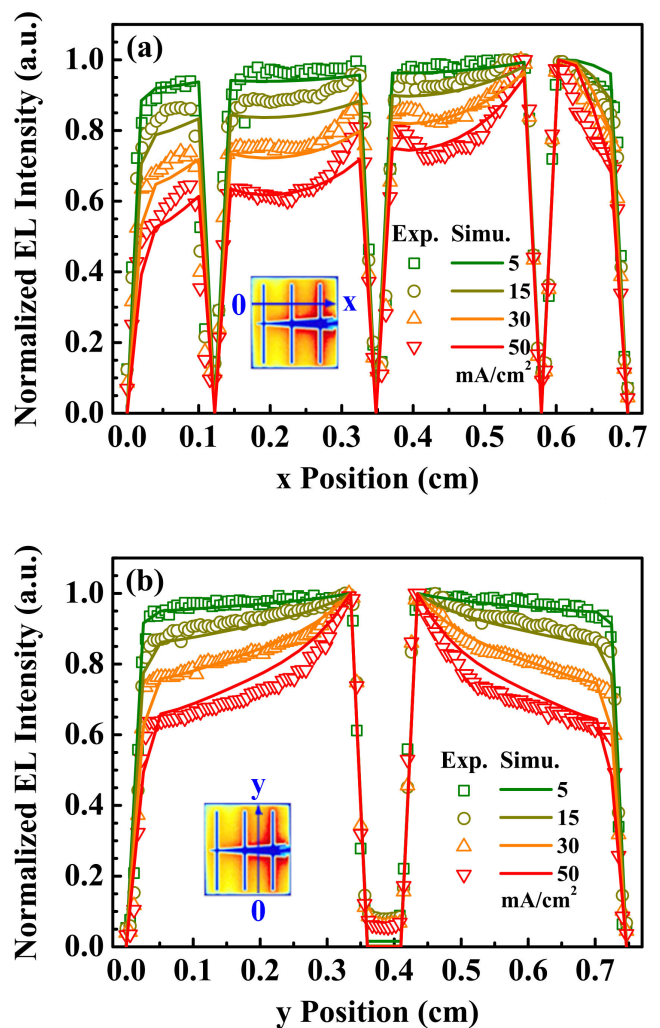 (a)
Normalized EL Intensity (a.u.)
1.0
0.8
0.6
0.4
0.2
0.0
Exp. Simu.
5
15
30
50
mA/cm²
0 x
0.0 0.1 0.2 0.3 0.4 0.5 0.6 0.7
x Position (cm)
(b)
Normalized EL Intensity (a.u.)
1.0
0.8
0.6
0.4
0.2
0.0
Exp. Simu.
5
15
30
50
mA/cm²
y
0
0.0 0.1 0.2 0.3 0.4 0.5 0.6 0.7
y Position (cm)